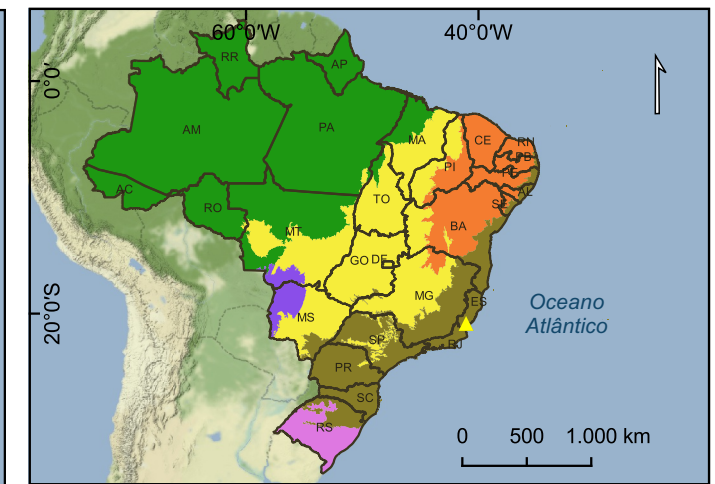 60°0'W 40°0'W
0°0'
20°0'S
RR
AP
AM
PA
MA
CE
RN
PB
PI
PE
AC
TO
AL
RO
SE
BA
MT
GO
DF
MG
ES
MS
SP
RJ
PR
SC
RS
Oceano
Atlântico
0 500 1.000 km